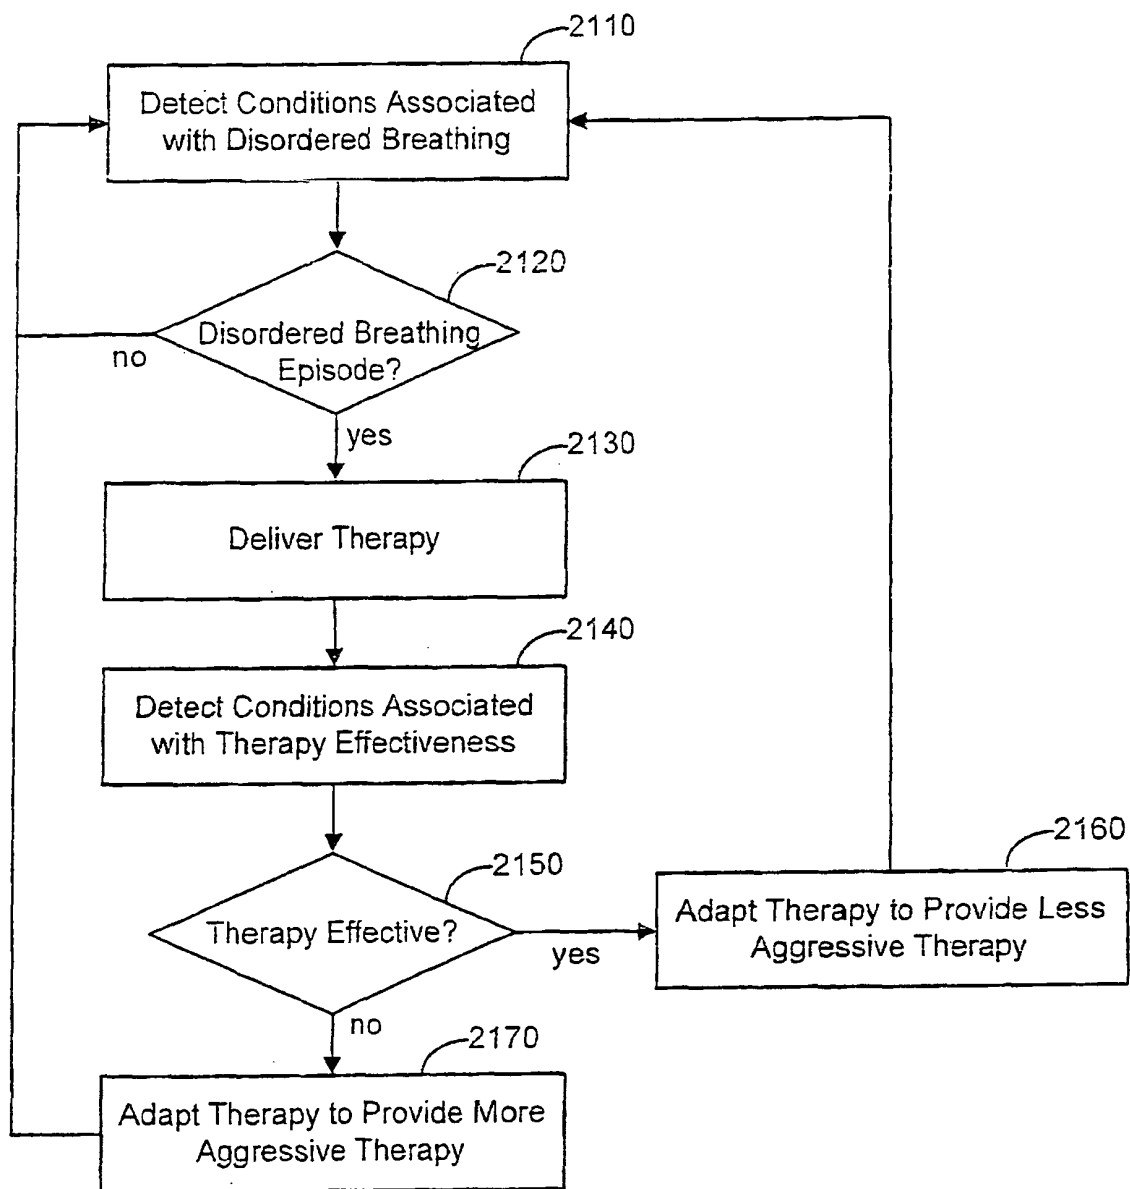 2110
Detect Conditions Associated
with Disordered Breathing
2120
Disordered Breathing
Episode?
no
yes
2130
Deliver Therapy
2140
Detect Conditions Associated
with Therapy Effectiveness
2150
Therapy Effective?
yes
2160
Adapt Therapy to Provide Less
Aggressive Therapy
no
2170
Adapt Therapy to Provide More
Aggressive Therapy